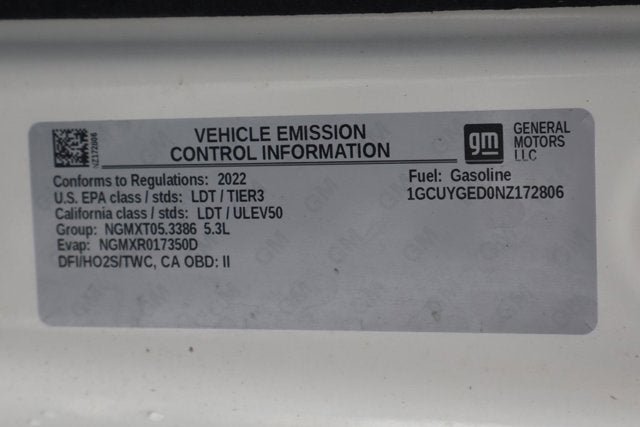 NZ172806
VEHICLE EMISSION
CONTROL INFORMATION
gm
GENERAL
MOTORS
LLC
Conforms to Regulations: 2022
U.S. EPA class / stds: LDT / TIER3
California class / stds: LDT / ULEV50
Group: NGMXT05.3386 5.3L
Evap: NGMXR017350D
DFI/HO2S/TWC, CA OBD: II
Fuel: Gasoline
1GCUYGED0NZ172806